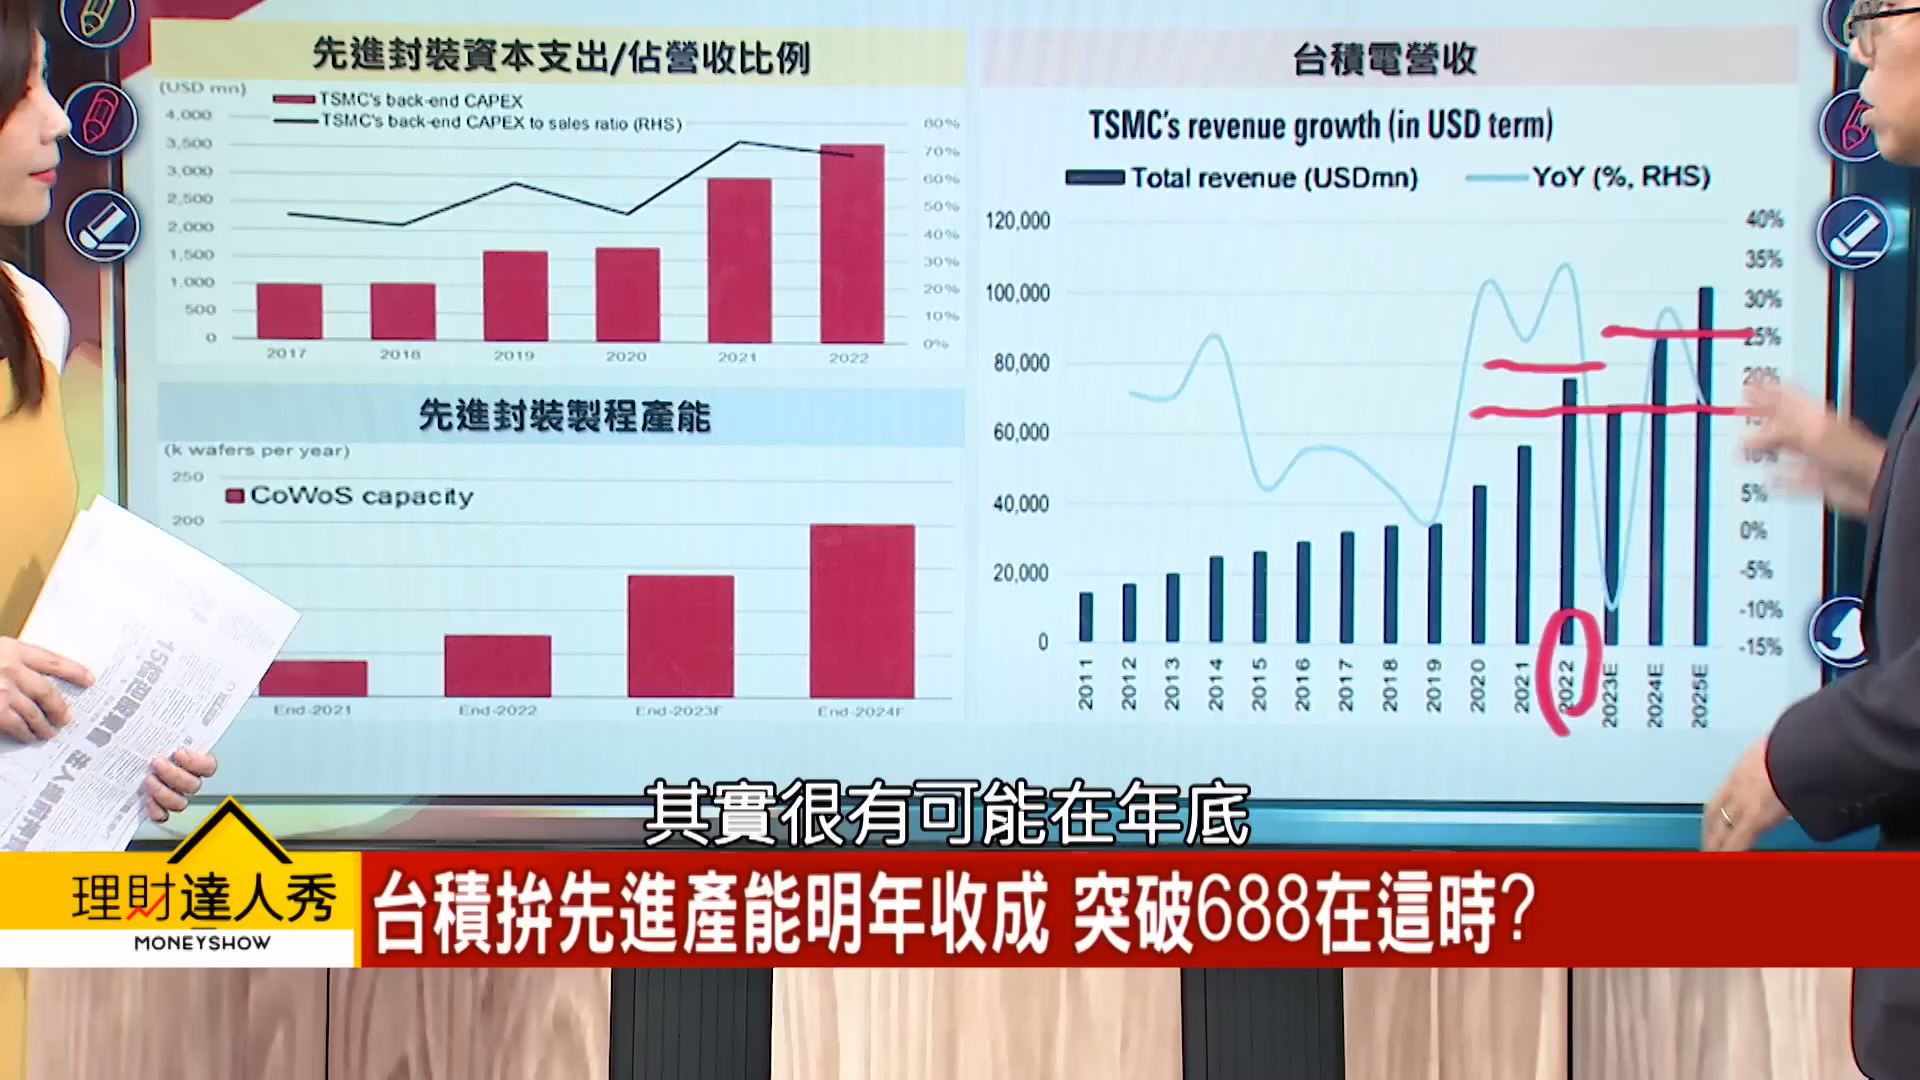 先進封裝資本支出/佔營收比例
(USD mn)
TSMC's back-end CAPEX
TSMC's back-end CAPEX to sales ratio (RHS)
4,000
3,500
3,000
2,500
2,000
1,500
1,000
500
0
80%
70%
60%
50%
40%
30%
20%
10%
0%
2017 2018 2019 2020 2021 2022
先進封裝製程產能
(k wafers per year)
250
200
CoWoS capacity
End-2021 End-2022 End-2023F End-2024F
台積電營收
TSMC's revenue growth (in USD term)
Total revenue (USDmn) YoY (%, RHS)
120,000
100,000
80,000
60,000
40,000
20,000
0
40%
35%
30%
25%
20%
10%
5%
0%
-5%
-10%
-15%
2011 2012 2013 2014 2015 2016 2017 2018 2019 2020 2021 2022 2023E 2024E 2025E
其實很有可能在年底
理財達人秀
MONEYSHOW
台積拚先進產能明年收成 突破688在這時?